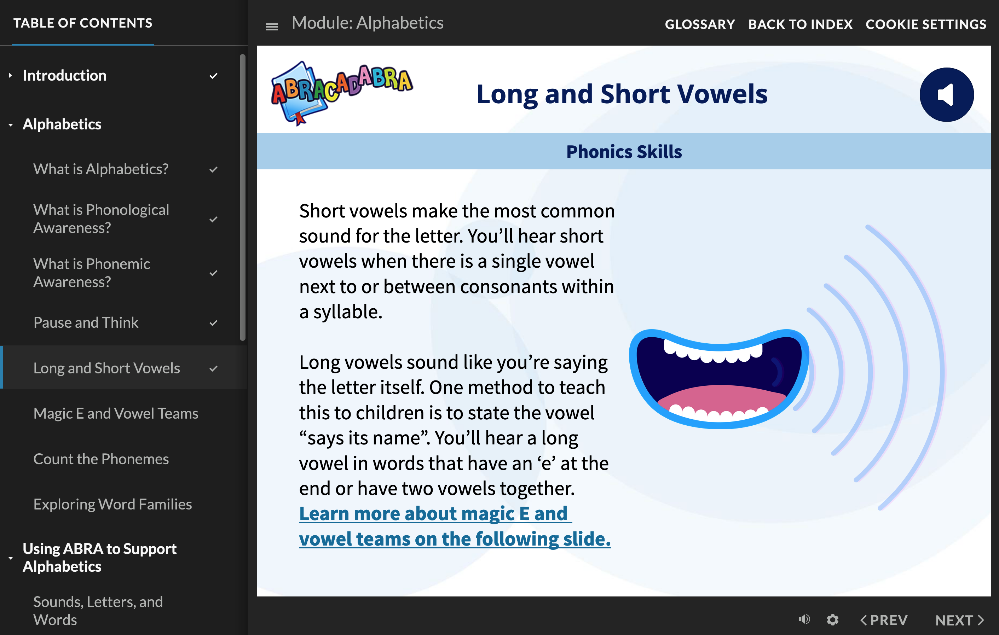 TABLE OF CONTENTS
Introduction
Alphabetics
What is Alphabetics?
What is Phonological
Awareness?
What is Phonemic
Awareness?
Pause and Think
Long and Short Vowels
Magic E and Vowel Teams
Count the Phonemes
Exploring Word Families
Using ABRA to Support
Alphabetics
Sounds, Letters, and
Words
Module: Alphabetics
GLOSSARY
BACK TO INDEX
COOKIE SETTINGS
ABRACADABRA
Long and Short Vowels
Phonics Skills
Short vowels make the most common
sound for the letter. You’ll hear short
vowels when there is a single vowel
next to or between consonants within
a syllable.
Long vowels sound like you’re saying
the letter itself. One method to teach
this to children is to state the vowel
“says its name”. You’ll hear a long
vowel in words that have an ‘e’ at the
end or have two vowels together.
Learn more about magic E and
vowel teams on the following slide.
PREV
NEXT